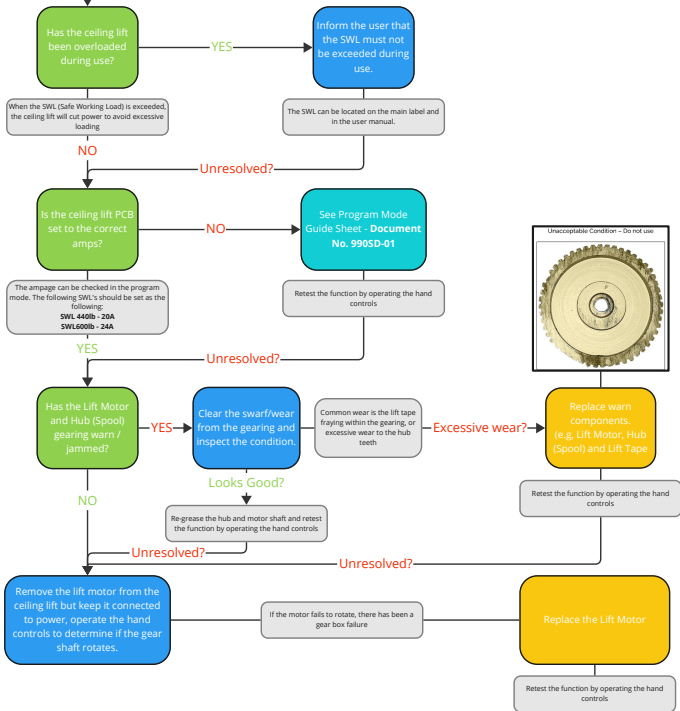 Has the ceiling lift
been overloaded
during use?
YES
Inform the user that
the SWL must not
be exceeded during
use.
When the SWL (Safe Working Load) is exceeded,
the ceiling lift will cut power to avoid excessive
loading
The SWL can be located on the main label and
in the user manual.
NO
Unresolved?
Is the ceiling lift PCB
set to the correct
amps?
NO
See Program Mode
Guide Sheet - Document
No. 990SD-01
Unacceptable Condition – Do not use
The ampage can be checked in the program
mode. The following SWL's should be set as the
following:
SWL 440lb - 20A
SWL600lb - 24A
Retest the function by operating the hand
controls
YES
Unresolved?
Has the Lift Motor
and Hub (Spool)
gearing warn /
jammed?
YES
Clear the swarf/wear
from the gearing and
inspect the condition.
Common wear is the lift tape
fraying within the gearing, or
excessive wear to the hub
teeth
Excessive wear?
Replace warn
components.
(e.g, Lift Motor, Hub
(Spool) and Lift Tape
Looks Good?
NO
Retest the function by operating the hand
controls
Re-grease the hub and motor shaft and retest
the function by operating the hand controls
Unresolved?
Unresolved?
Remove the lift motor from the
ceiling lift but keep it connected
to power, operate the hand
controls to determine if the gear
shaft rotates.
If the motor fails to rotate, there has been a
gear box failure
Replace the Lift Motor
Retest the function by operating the hand
controls